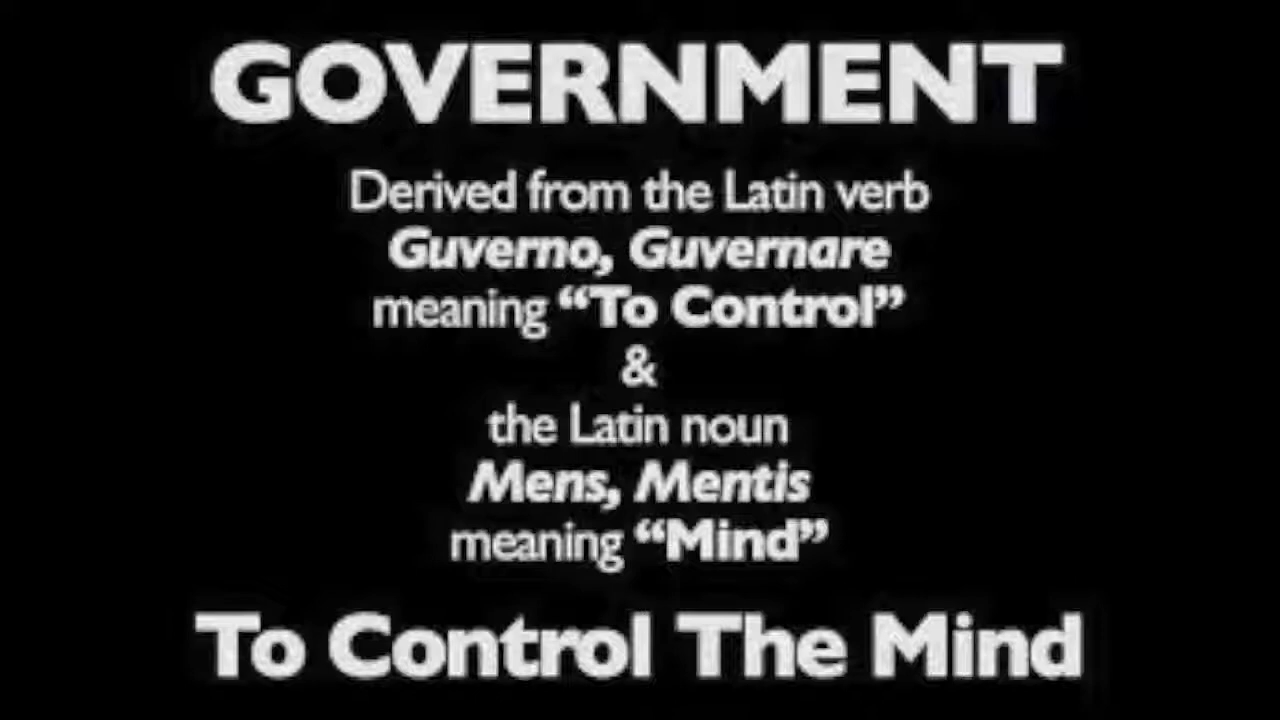 GOVERNMENT
Derived from the Latin verb
Guverno, Guvernare
meaning “To Control”
&
the Latin noun
Mens, Mentis
meaning “Mind”
To Control The Mind